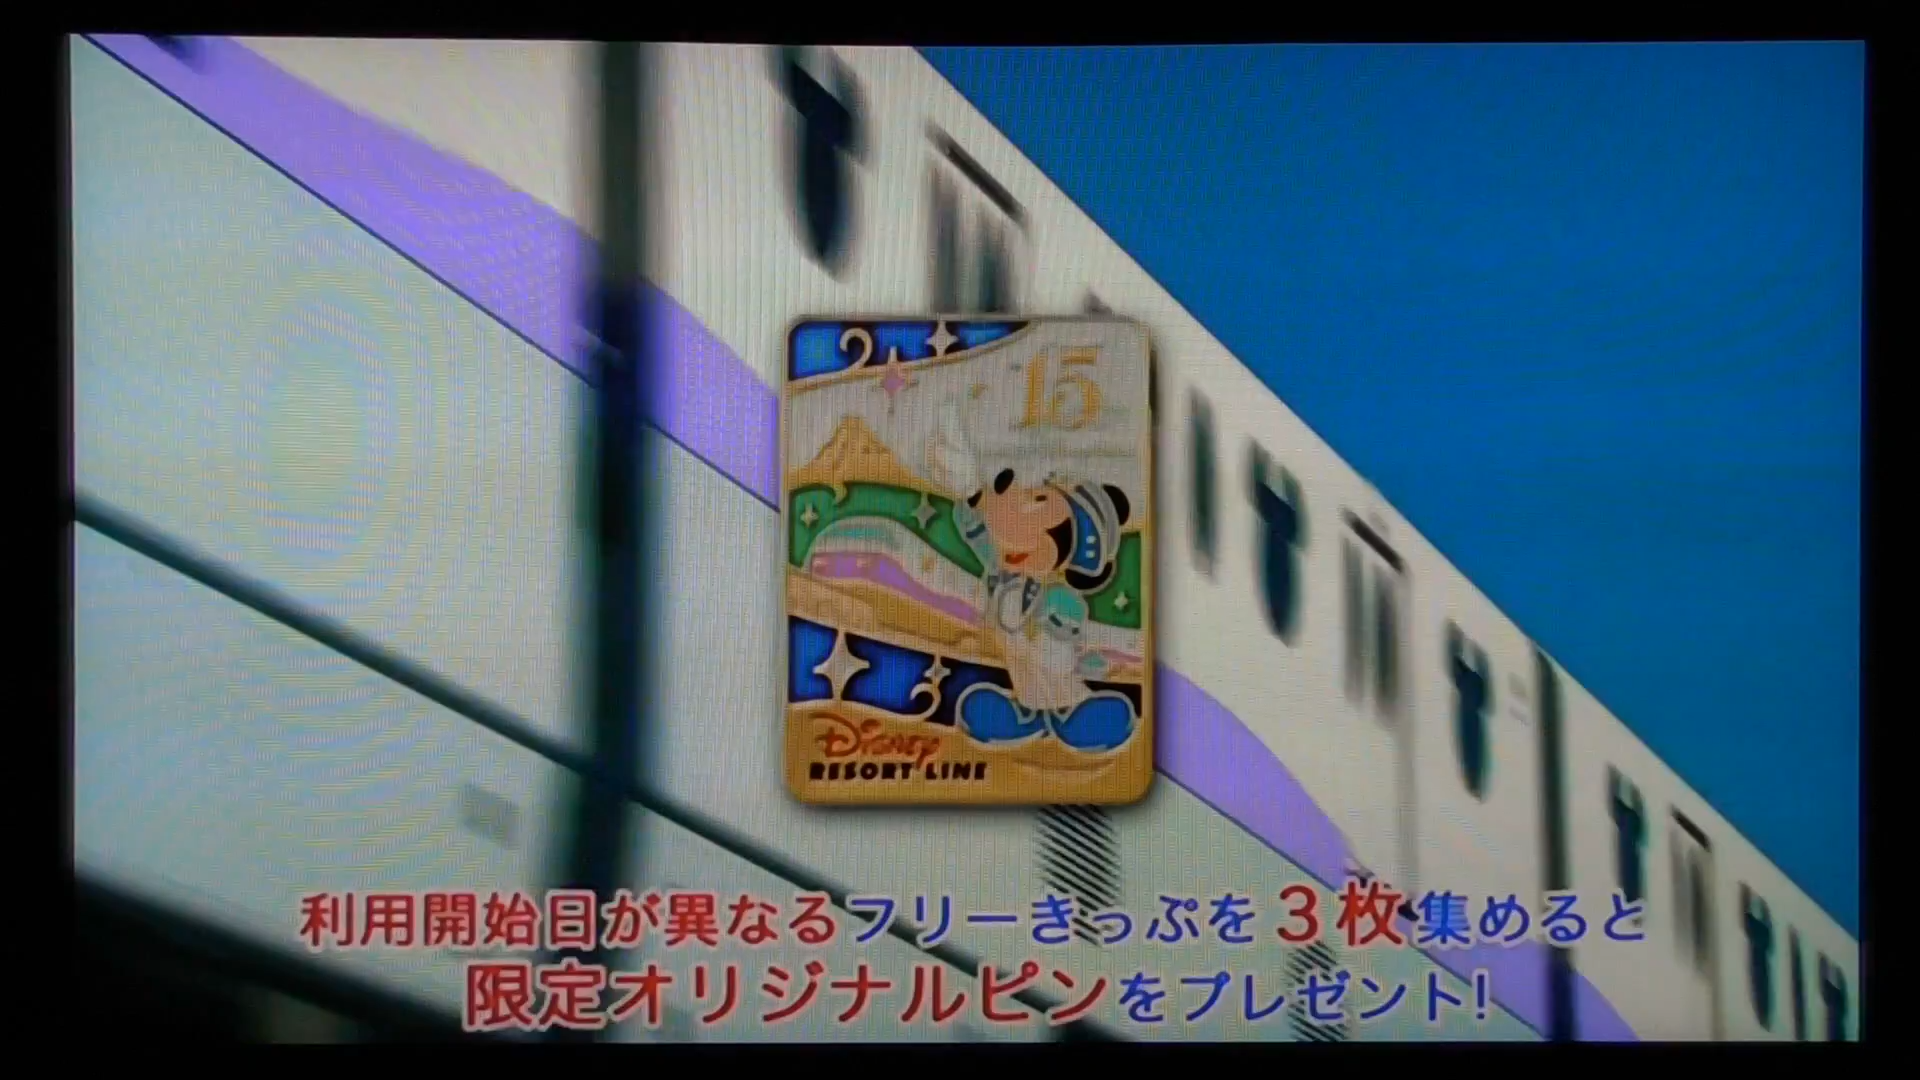 15
Disney
RESORT LINE
利用開始日が異なるフリーきっぷを3枚集めると
限定オリジナルピンをプレゼント!